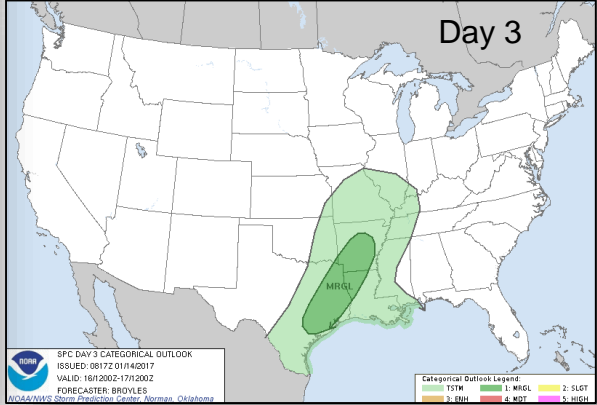 Day 3
MRGL
NOAA
SPC DAY 3 CATEGORICAL OUTLOOK
ISSUED: 0817Z 01/14/2017
VALID: 16/1200Z-17/1200Z
FORECASTER: BROYLES
NOAA/NWS Storm Prediction Center, Norman, Oklahoma
Categorical Outlook Legend:
TSTM 1: MRGL 2: SLGT
3: ENH 4: MDT 5: HIGH